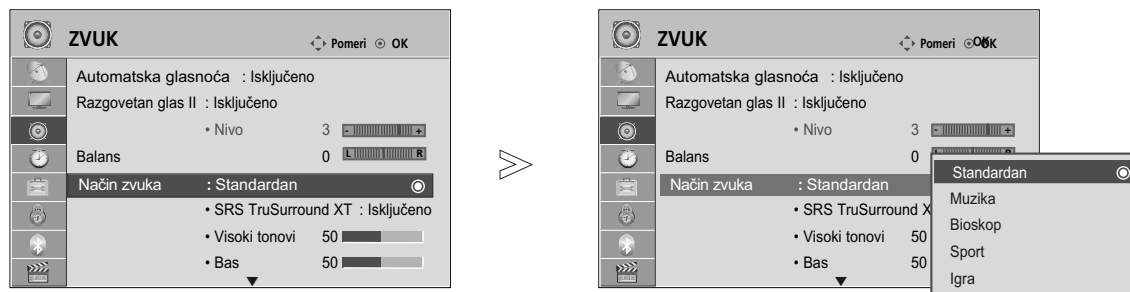 ZVUK
Pomeri OK
Automatska glasnoća : Isključeno
Razgovetan glas II : Isključeno
• Nivo 3 - +
Balans 0 L R
Način zvuka : Standardan
• SRS TruSurround XT : Isključeno
• Visoki tonovi 50
• Bas 50
ZVUK
Pomeri OK
Automatska glasnoća : Isključeno
Razgovetan glas II : Isključeno
• Nivo 3 - +
Balans 0
Način zvuka : Standardan
• SRS TruSurround X
• Visoki tonovi 50
• Bas 50
Standardan
Muzika
Bioskop
Sport
Igra